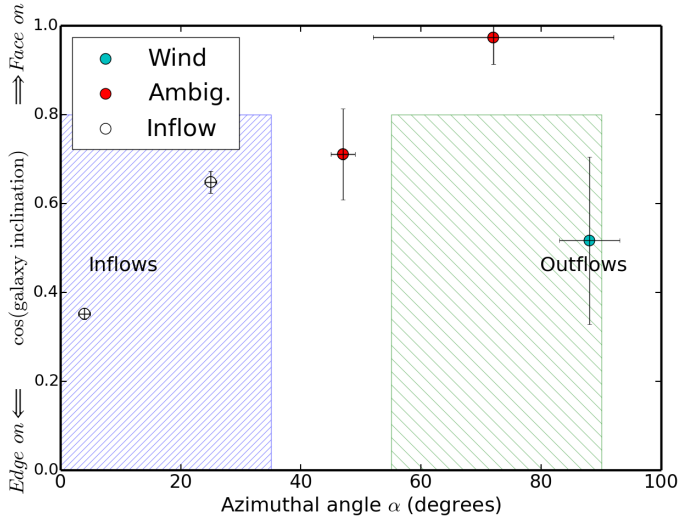 Wind
Ambig.
Inflow
Inflows
Outflows
1.0
0.8
0.6
0.4
0.2
0.0
0
20
40
60
80
100
Azimuthal angle α (degrees)
Edge on ⟸ cos(galaxy inclination) ⟹ Face on